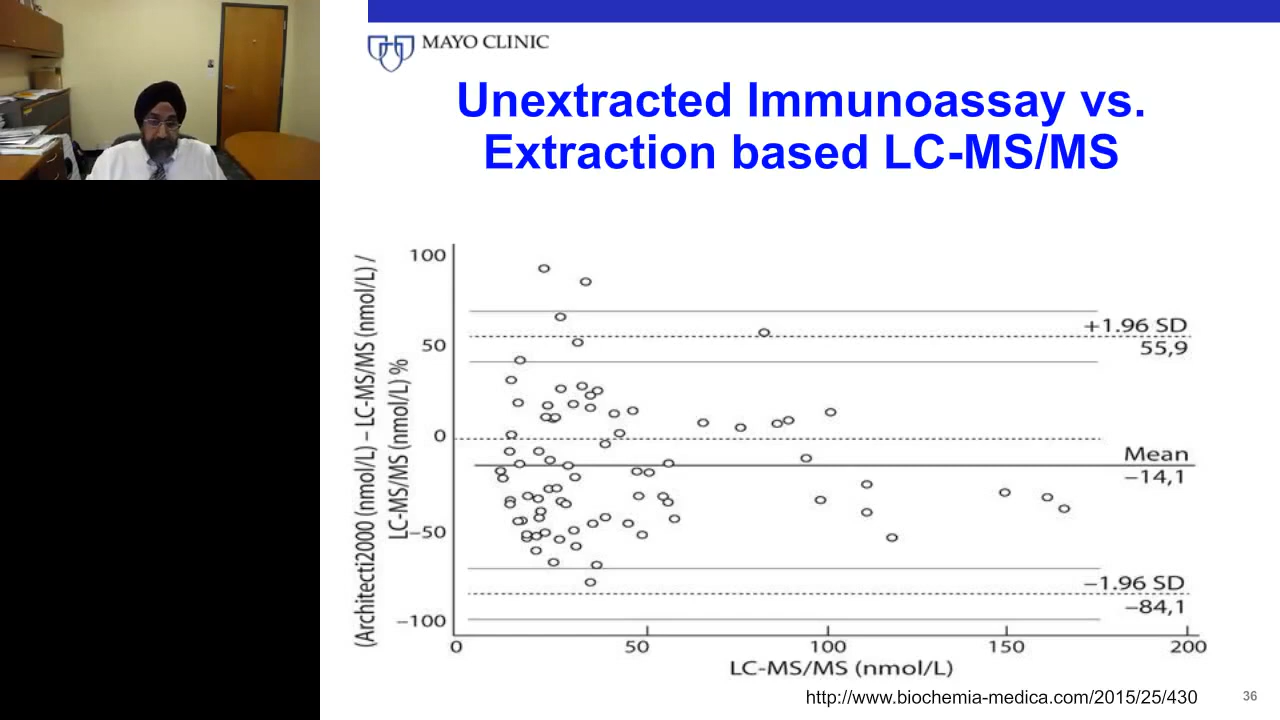 MAYO CLINIC
Unextracted Immunoassay vs.
Extraction based LC-MS/MS
(Architecti2000 (nmol/L) – LC-MS/MS (nmol/L) /
LC-MS/MS (nmol/L) %
100
50
0
–50
–100
+1.96 SD
55,9
Mean
–14,1
–1.96 SD
–84,1
0
50
100
150
200
LC-MS/MS (nmol/L)
http://www.biochemia-medica.com/2015/25/430
36